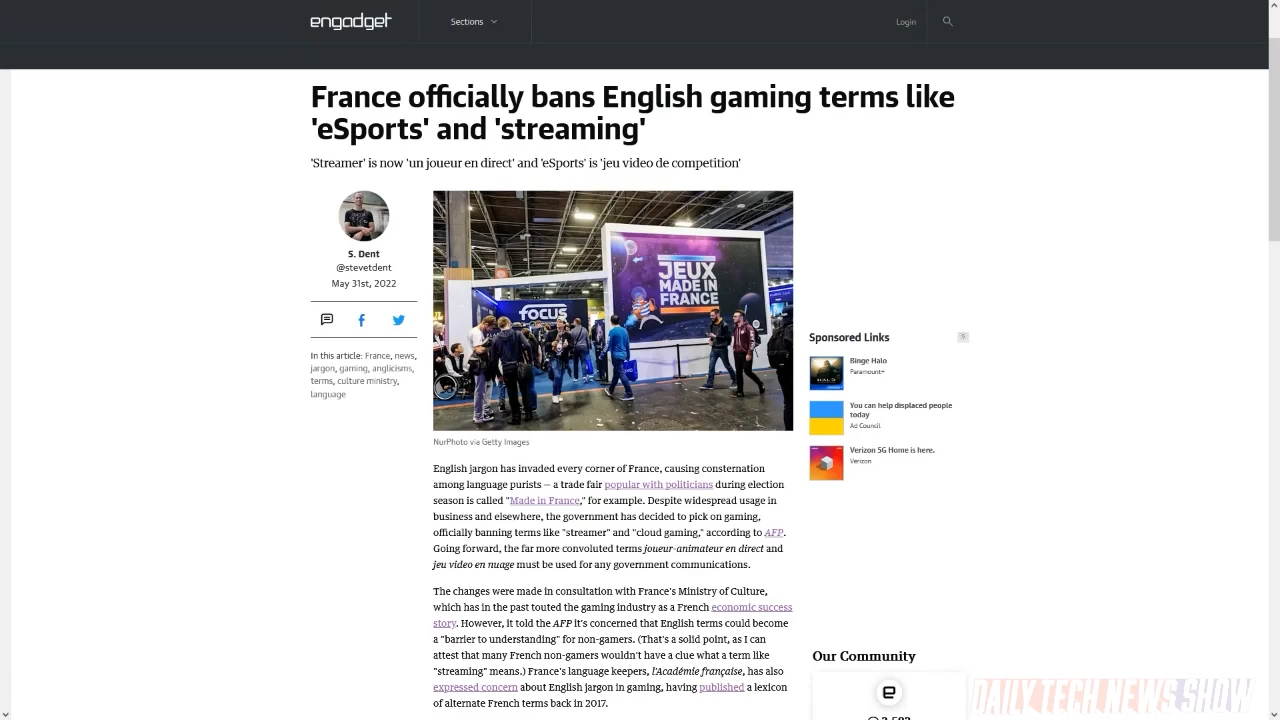 engadget
Sections
Login
France officially bans English gaming terms like
'eSports' and 'streaming'
'Streamer' is now 'un joueur en direct' and 'eSports' is 'jeu video de competition'
S. Dent
@stevetdent
May 31st, 2022
In this article: France, news,
jargon, gaming, anglicisms,
terms, culture ministry,
language
JEUX
MADE IN
FRANCE
FOCUS
NurPhoto via Getty Images
English jargon has invaded every corner of France, causing consternation
among language purists — a trade fair popular with politicians during election
season is called "Made in France," for example. Despite widespread usage in
business and elsewhere, the government has decided to pick on gaming,
officially banning terms like "streamer" and "cloud gaming," according to AFP.
Going forward, the far more convoluted terms joueur-animateur en direct and
jeu video en nuage must be used for any government communications.
The changes were made in consultation with France's Ministry of Culture,
which has in the past touted the gaming industry as a French economic success
story. However, it told the AFP it's concerned that English terms could become
a "barrier to understanding" for non-gamers. (That's a solid point, as I can
attest that many French non-gamers wouldn't have a clue what a term like
"streaming" means.) France's language keepers, l'Académie française, has also
expressed concern about English jargon in gaming, having published a lexicon
of alternate French terms back in 2017.
Sponsored Links
Binge Halo
Paramount+
HALO
You can help displaced people
today
Ad Council
Verizon 5G Home is here.
Verizon
Our Community
e
DAILY TECH NEWS SHOW